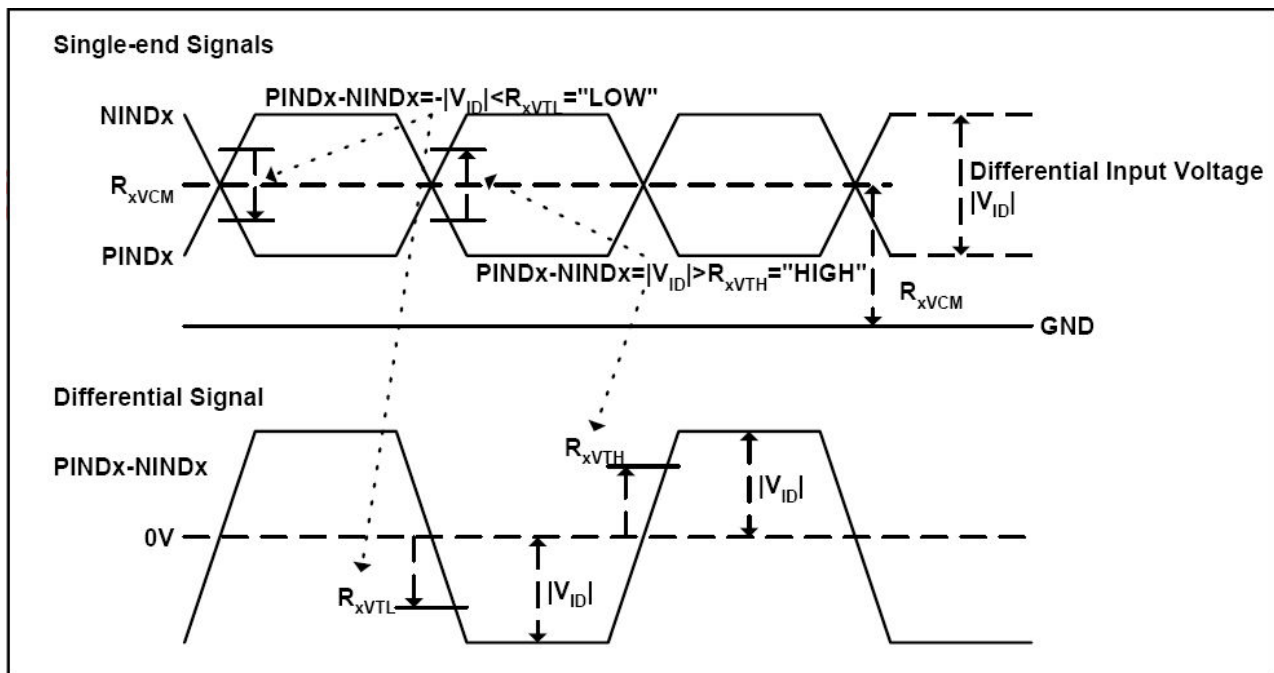 Single-end Signals
PINDx-NINDx=-|VID|<RxVTL="LOW"
NINDx
Differential Input Voltage
|VID|
RxVCM
PINDx
PINDx-NINDx=|VID|>RxVTH="HIGH"
RxVCM
GND
Differential Signal
RxVTH
PINDx-NINDx
|VID|
0V
|VID|
RxVTL